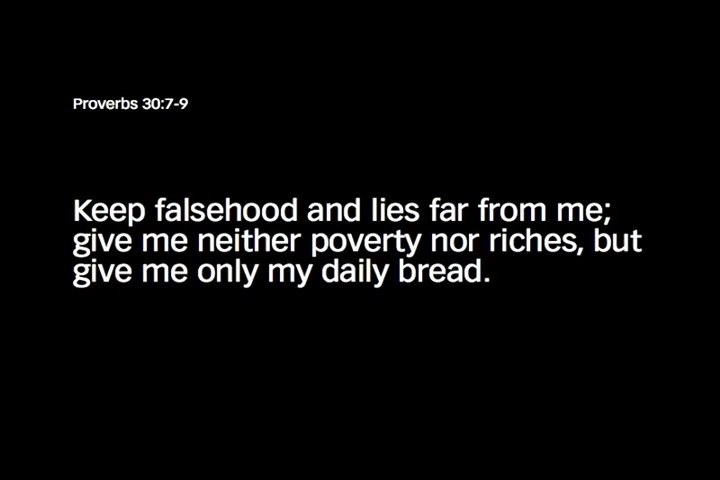 Proverbs 30:7-9
Keep falsehood and lies far from me;
give me neither poverty nor riches, but
give me only my daily bread.